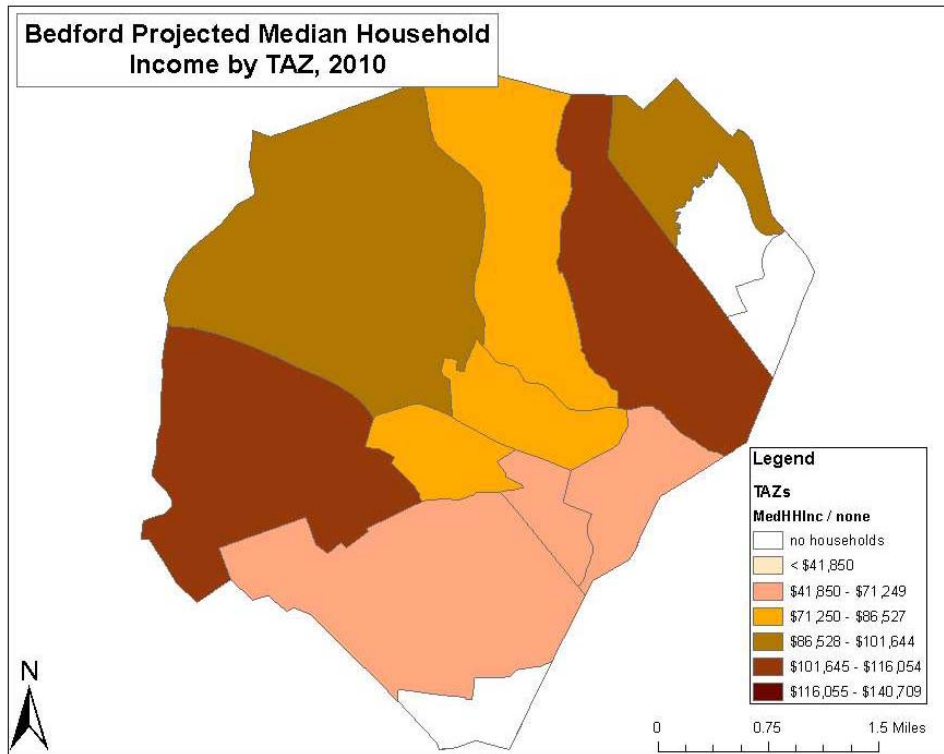 Bedford Projected Median Household
Income by TAZ, 2010
Legend
TAZs
MedHHInc / none
no households
< $41,850
$41,850 - $71,249
$71,250 - $86,527
$86,528 - $101,644
$101,645 - $116,054
$116,055 - $140,709
N
0 0.75 1.5 Miles